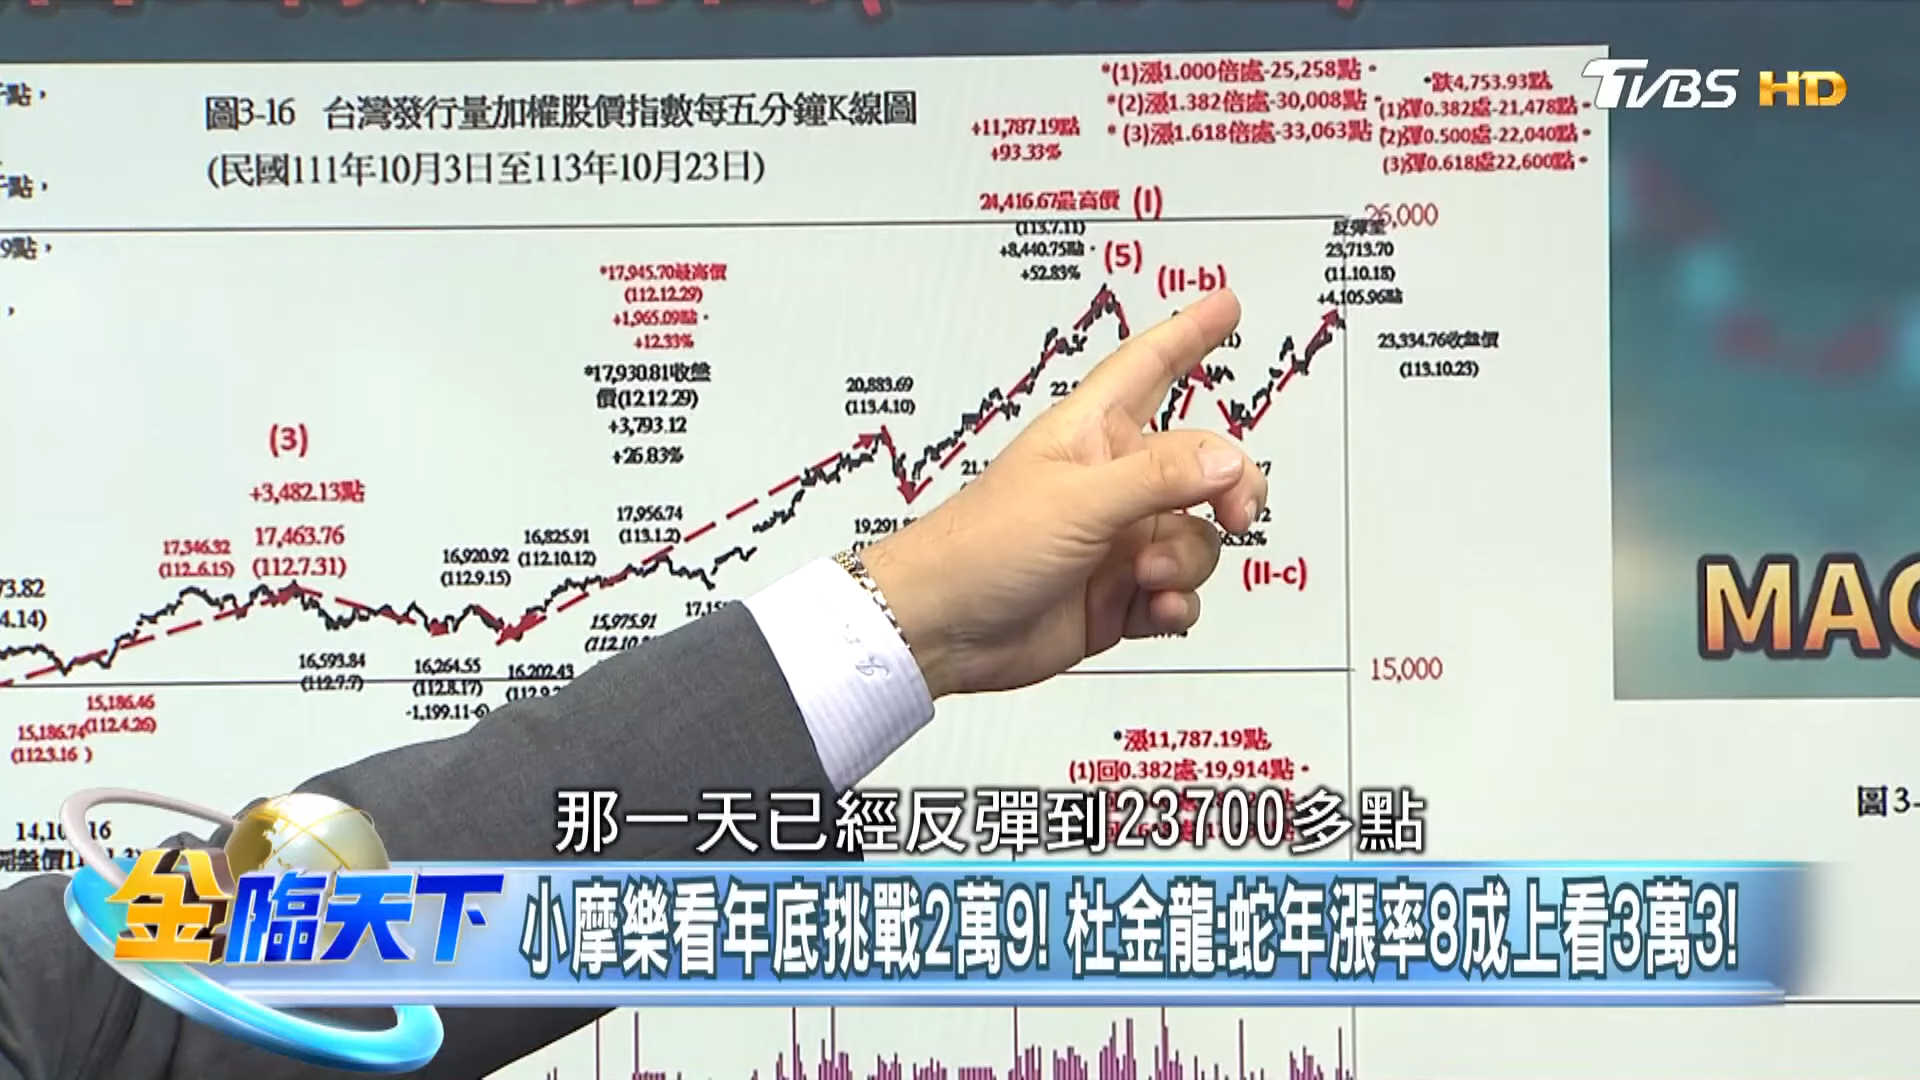 TVBS HD
圖3-16 台灣發行量加權股價指數每五分鐘K線圖
(民國111年10月3日至113年10月23日)
*(1)漲1.000倍處-25,258點。
*(2)漲1.382倍處-30,008點。
*(3)漲1.618倍處-33,063點
*跌4,753.93點,
(1)彈0.382處-21,478點。
(2)彈0.500處-22,040點。
(3)彈0.618處22,600點。
+11,787.19點
+93.33%
24,416.67最高價
(113.7.11)
+8,440.75點。
+52.83%
(I)
(5)
(II-b)
26,000
23,713.70
(11.10.18)
+4,105.96點
23,334.76收盤價
(113.10.23)
*17,945.70最高價
(112.12.29)
+1,965.09點。
+12.33%
*17,930.81收盤
價(12.12.29)
+3,793.12
+26.83%
20,883.69
(113.4.10)
(3)
+3,482.13點
17,463.76
(112.7.31)
17,346.32
(112..6.15)
16,920.92
(112.9.15)
16,825.91
(112.10.12)
17,956.74
(113.1.2)
(II-c)
15,975.91
16,593.84
(112.7.7)
16,264.55
(112.8.17)
-1,199.11-6
16,202.43
15,000
15,186.46
(112.4.26)
15,186.74
(112.3.16 )
*漲11,787.19點,
(1)回0.382處-19,914點。
MAC
圖3-
那一天已經反彈到23700多點
金臨天下
小摩樂看年底挑戰2萬9! 杜金龍:蛇年漲率8成上看3萬3!